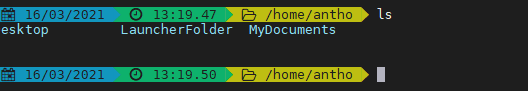 16/03/2021 13:19.47 /home/antho ls
esktop LauncherFolder MyDocuments
16/03/2021 13:19.50 /home/antho